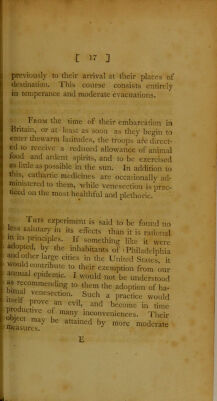 [ 17 ]
previously to their arrival at their places of
destination. This course consists entirely
in temperance and moderate evacuations.
From the time of their embarcation in
Britain, or at least as soon as they begin to
enter thewarm latitudes, the troops are direct-
ed to receive a reduced allowance of animal
food and ardent spirits, and to be exercised
as little as possible in the sun. In addition to
this, cathartic medicines are occasionally ad-
ministered to them, while venesection is prac-
ticed on the most healthful and plethoric.
This experiment is said to be found no
less salutary in its effects than it is rational
in its principles. If something like it were
adopted, by the inhabitants of Philadelphia
and other large cities in the United States, it
would contribute to their exemption from our
annual epidemic. I would not be understood
as recommending to them the adoption of ha-
bitual venesection. Such a practice would
itself prove an evil, and become in time
productive of many inconveniences. Their
object may be attained by more moderate
measures.
E